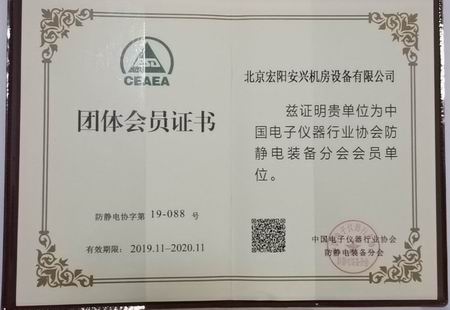 CEAEA
团体会员证书
防静电协字第 19-088 号
有效期限：2019.11—2020.11
北京宏阳安兴机房设备有限公司
兹证明贵单位为中
国电子仪器行业协会防
静电装备分会会员单
位。
中国电子仪器行业协会
防静电装备分会